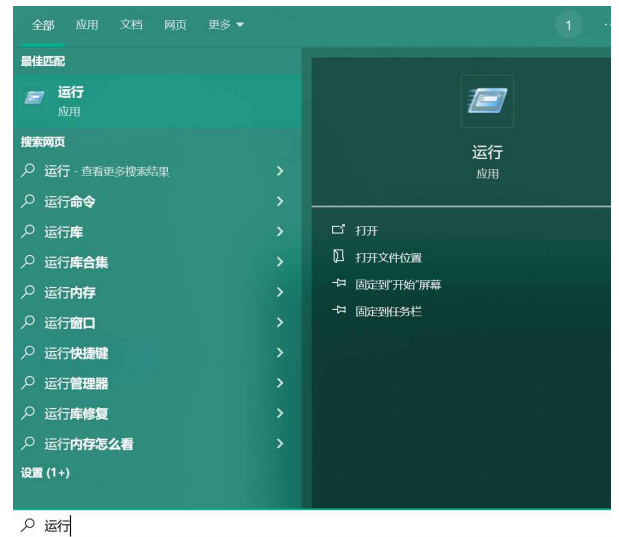 全部 应用 文档 网页 更多 1
最佳匹配
运行
应用
搜索网页
运行 - 查看更多搜索结果
运行命令
运行库
运行库合集
运行内存
运行窗口
运行快捷键
运行管理器
运行库修复
运行内存怎么看
设置 (1+)
运行
应用
打开
打开文件位置
固定到"开始"屏幕
固定到任务栏
运行